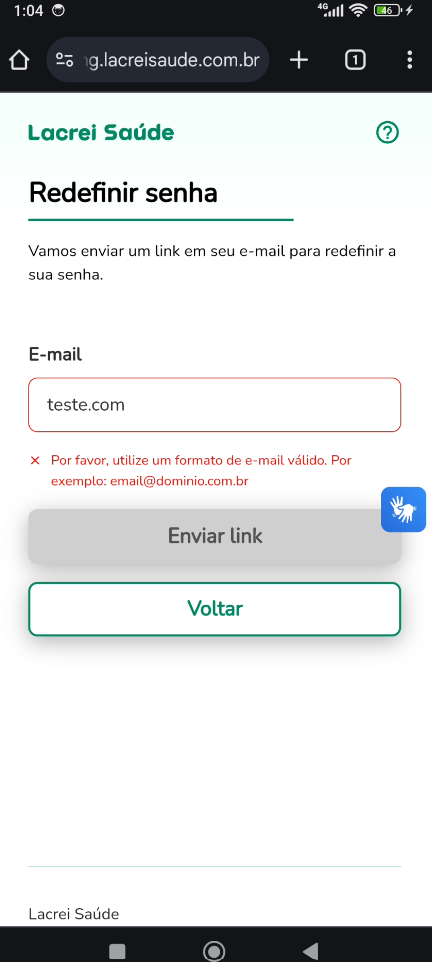 1:04
4G
46
g.lacreisaude.com.br
1
Lacrei Saúde
Redefinir senha
Vamos enviar um link em seu e-mail para redefinir a
sua senha.
E-mail
teste.com
Por favor, utilize um formato de e-mail válido. Por
exemplo: email@dominio.com.br
Enviar link
Voltar
Lacrei Saúde